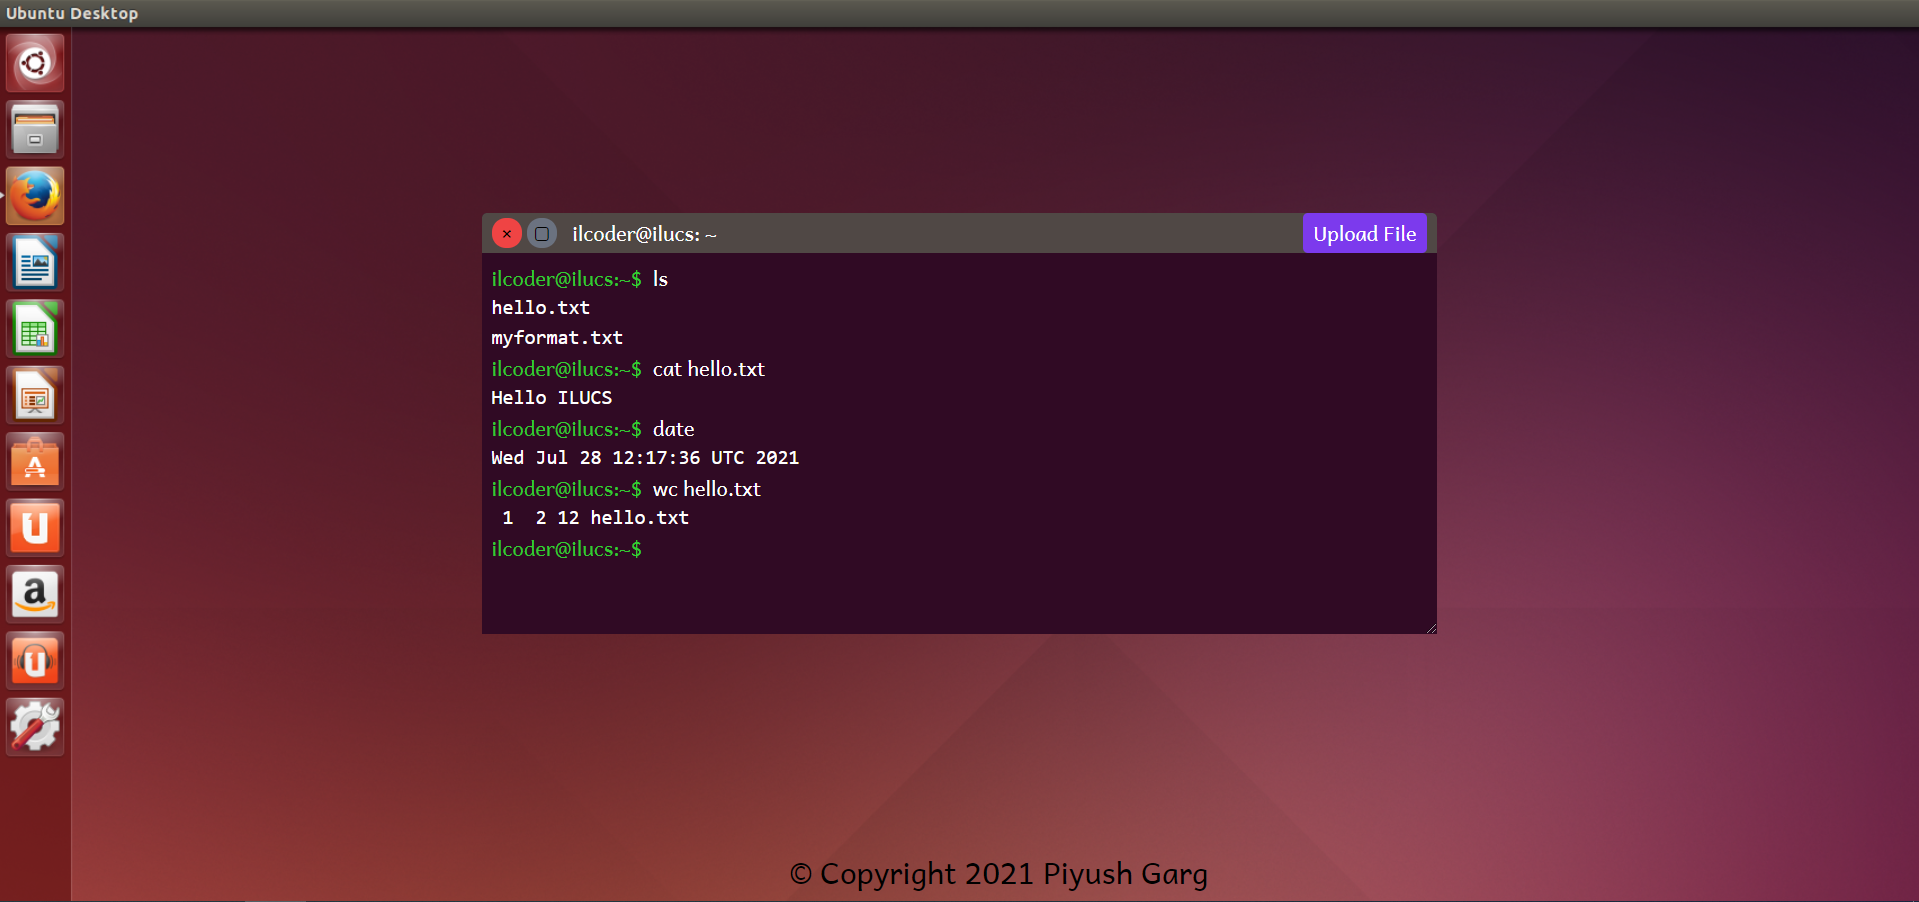 Ubuntu Desktop
ilcoder@ilucs: ~
Upload File
ilcoder@ilucs:~$ ls
hello.txt
myformat.txt
ilcoder@ilucs:~$ cat hello.txt
Hello ILUCS
ilcoder@ilucs:~$ date
Wed Jul 28 12:17:36 UTC 2021
ilcoder@ilucs:~$ wc hello.txt
1 2 12 hello.txt
ilcoder@ilucs:~$
© Copyright 2021 Piyush Garg